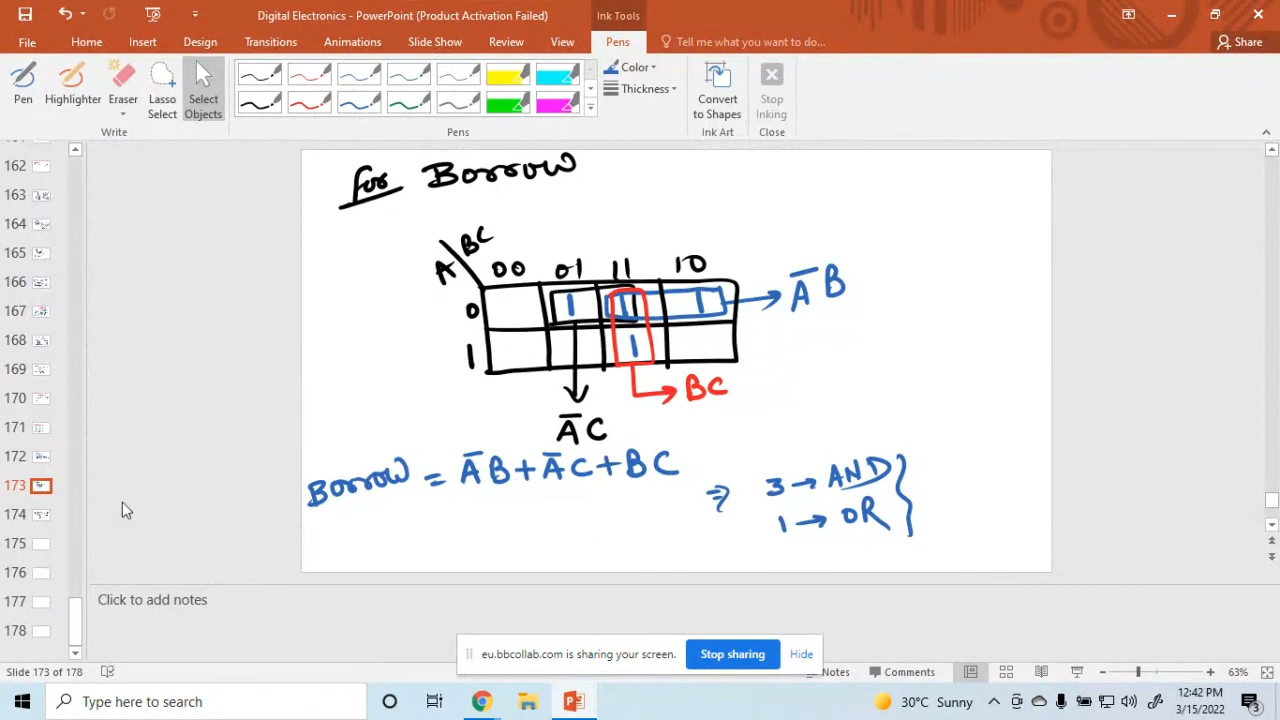 Digital Electronics - PowerPoint (Product Activation Failed)
Ink Tools
File Home Insert Design Transitions Animations Slide Show Review View Pens Tell me what you want to do... Share
Pen Highlighter Eraser Lasso Select Select Objects
Color
Thickness
Convert to Shapes
Stop Inking
Write Pens Ink Art Close
162
163
164
165
166
167
168
169
170
171
172
173
174
175
176
177
178
For Borrow
A BC
00 01 11 10
0 1 1 1
1 1
A̅B
BC
A̅C
Borrow = A̅B + A̅C + BC ⇒ 3 → AND
1 → OR
Click to add notes
eu.bbcollab.com is sharing your screen. Stop sharing Hide
Slide 173 of 178 Notes Comments 63%
Type here to search
30°C Sunny
12:42 PM
3/15/2022
3